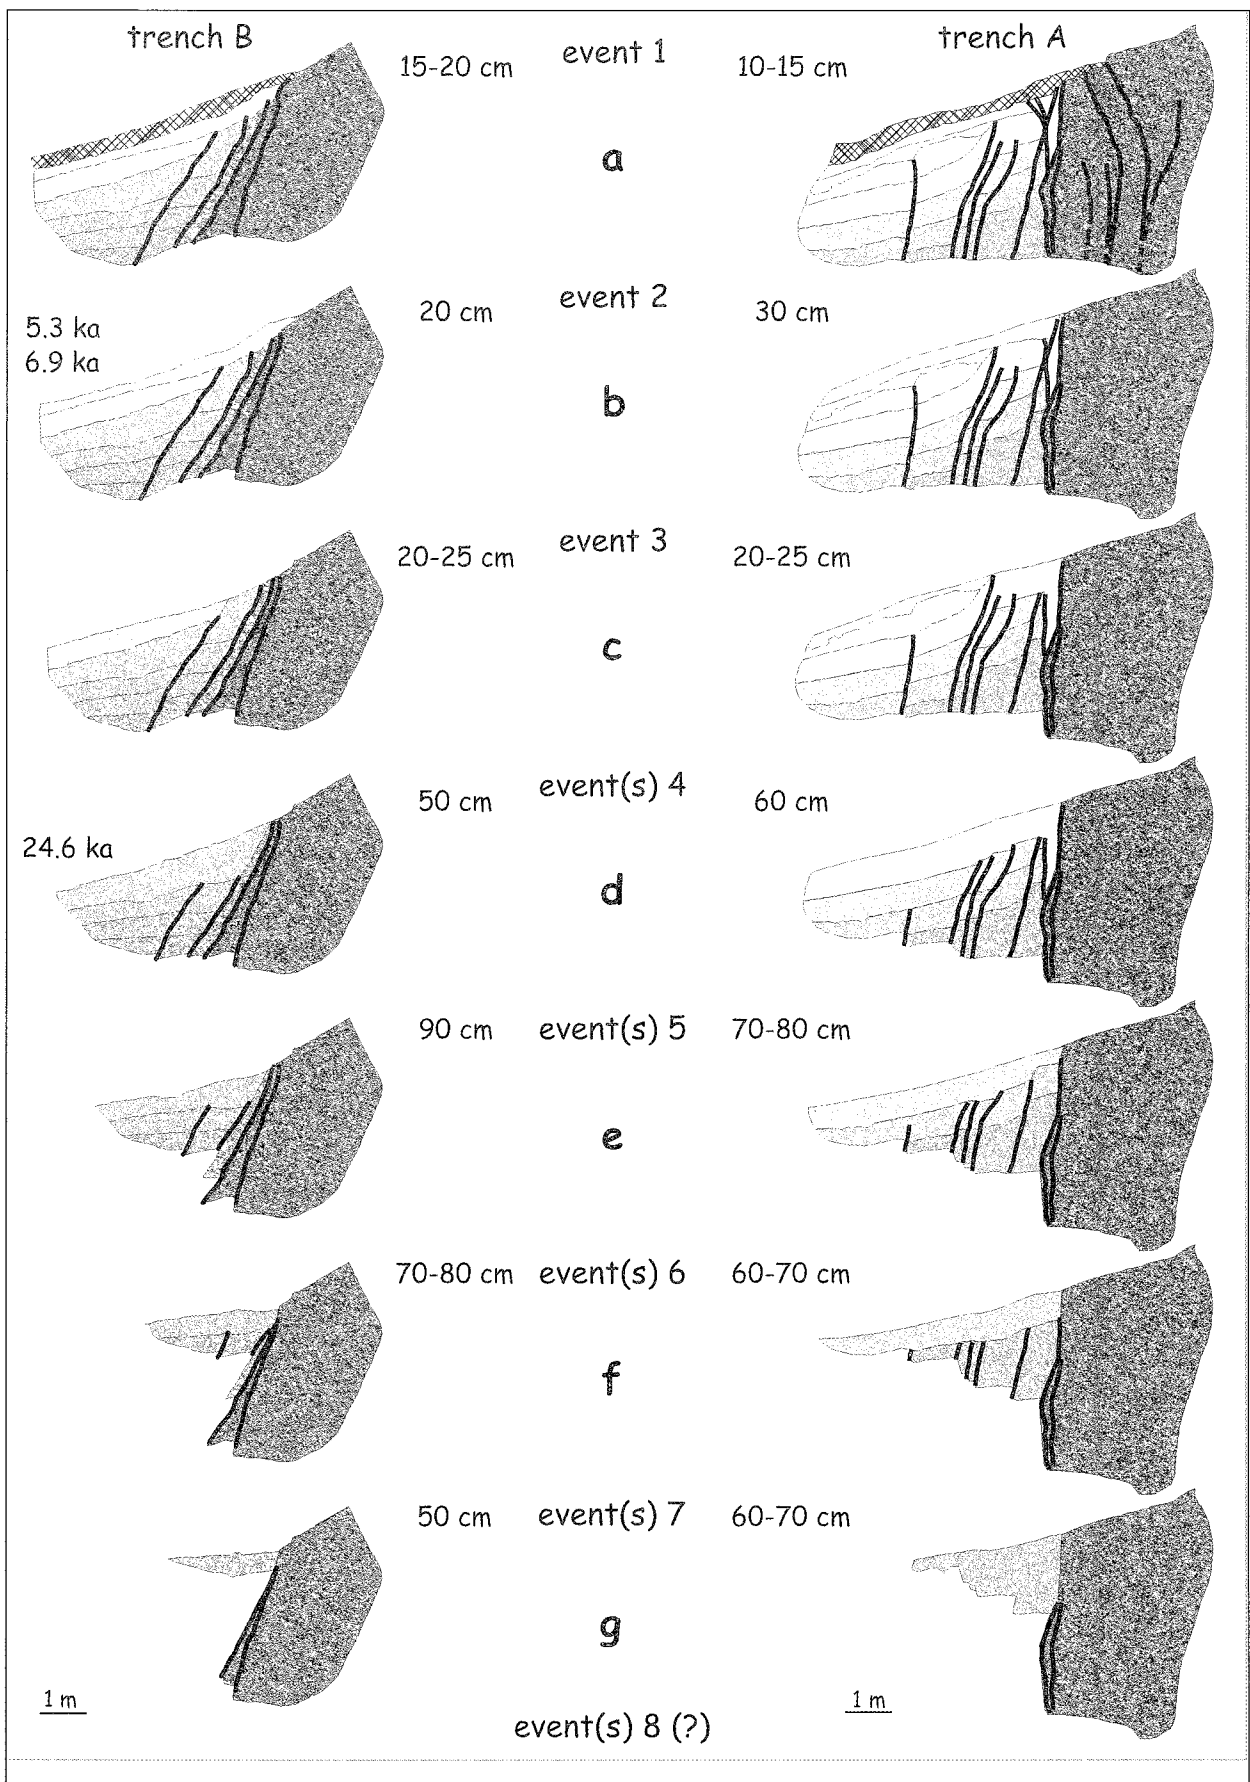 trench B
event 1
trench A
15-20 cm
10-15 cm
a
event 2
20 cm
30 cm
5.3 ka
6.9 ka
b
event 3
20-25 cm
20-25 cm
c
event(s) 4
50 cm
60 cm
24.6 ka
d
90 cm
event(s) 5
70-80 cm
e
70-80 cm
event(s) 6
60-70 cm
f
50 cm
event(s) 7
60-70 cm
g
1 m
1 m
event(s) 8 (?)